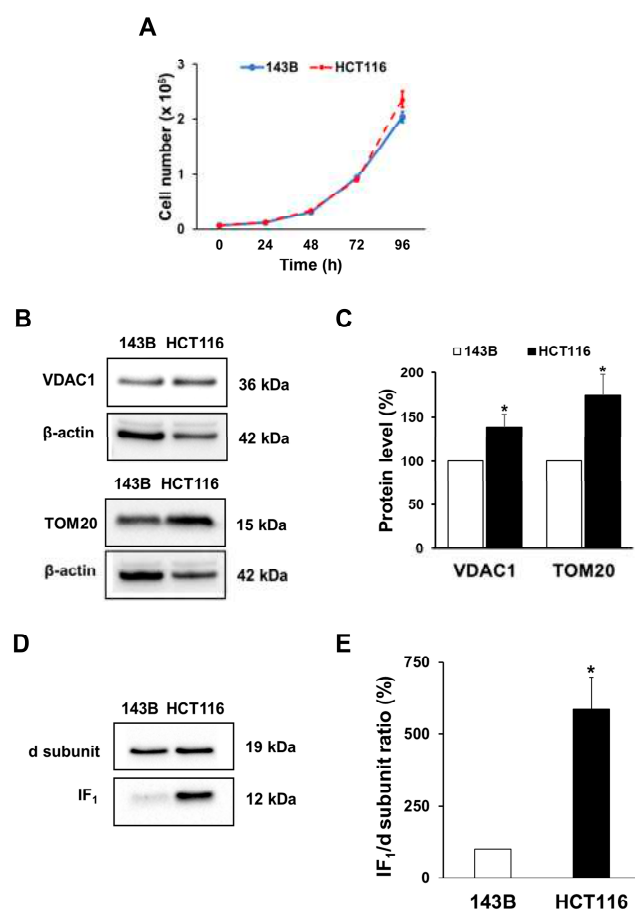 A
143B HCT116
Cell number (x 10⁵)
3
2
1
0
0 24 48 72 96
Time (h)
B
143B HCT116
VDAC1
36 kDa
β-actin
42 kDa
143B HCT116
TOM20
15 kDa
β-actin
42 kDa
C
143B HCT116
Protein level (%)
200
150
100
50
0
*
*
VDAC1 TOM20
D
143B HCT116
d subunit
19 kDa
IF₁
12 kDa
E
IF₁/d subunit ratio (%)
750
500
250
0
*
143B HCT116